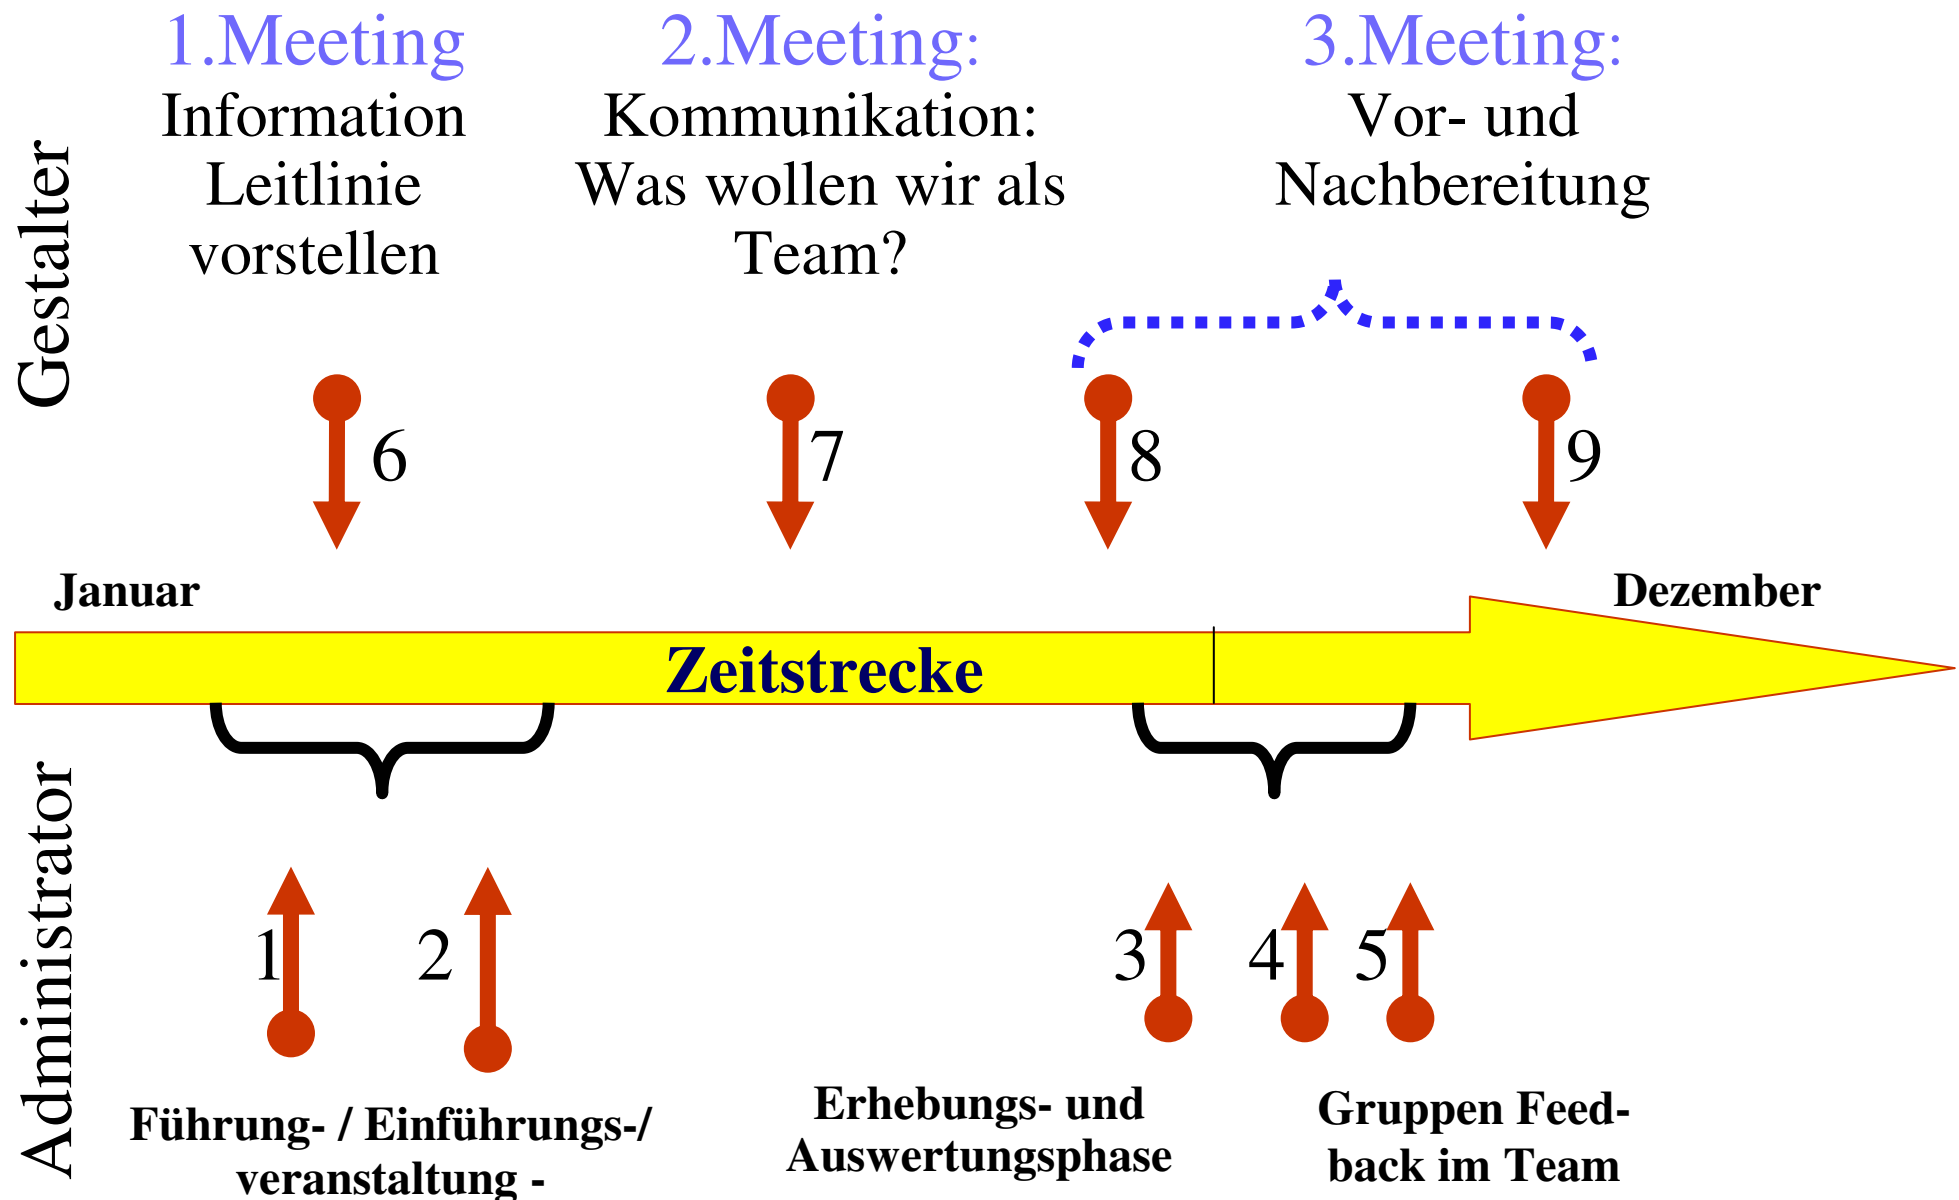 1.Meeting
Information
Leitlinie
vorstellen
2.Meeting:
Kommunikation:
Was wollen wir als
Team?
3.Meeting:
Vor- und
Nachbereitung
Gestalter
6
7
8
9
Januar
Dezember
Zeitstrecke
Administrator
1
2
3
4
5
Führung- / Einführungs-/
veranstaltung -
Erhebungs- und
Auswertungsphase
Gruppen Feed-
back im Team